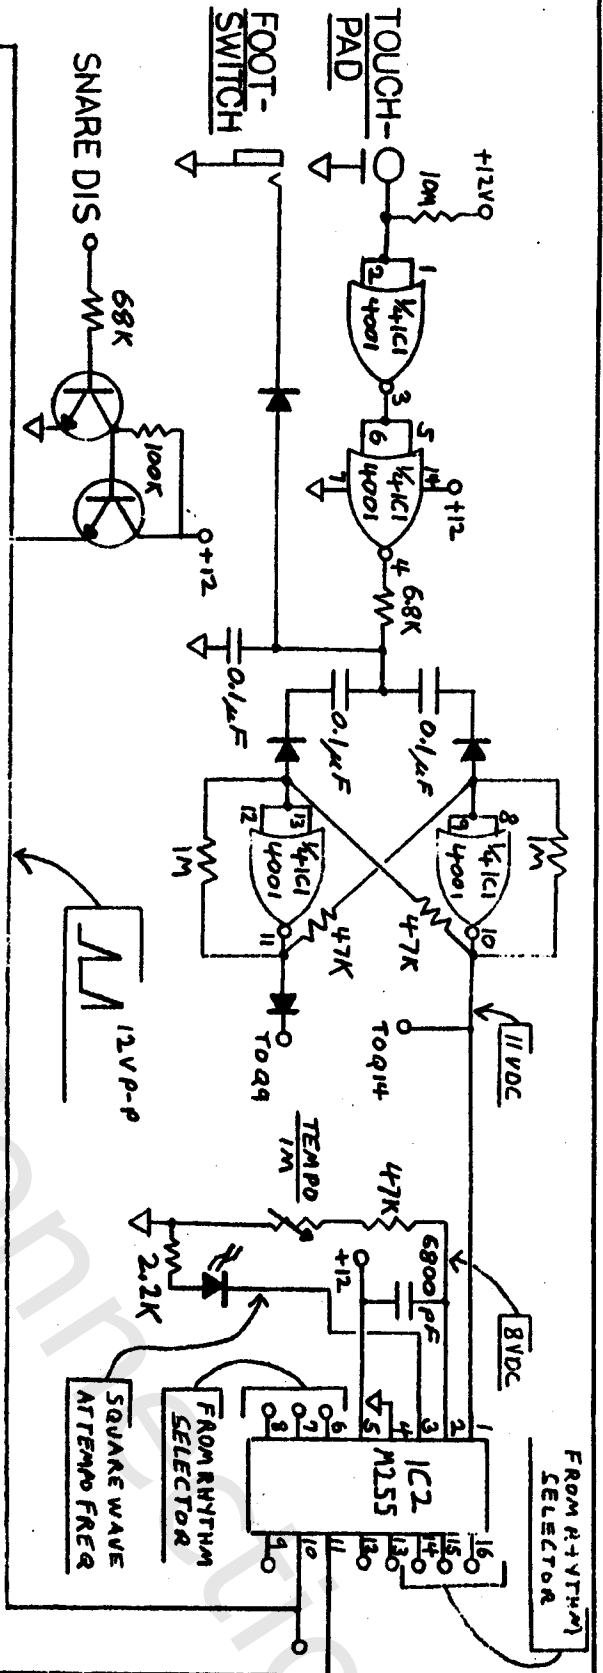 TOUCH-
PAD
+12V
10M
1
2
1/4 IC1
4001
3
5
6
14
+12
1/4 IC1
4001
7
4
6.8K
FOOT-
SWITCH
0.1µF
0.1µF
0.1µF
8
9
1/4 IC1
4001
10
1M
47K
47K
13
12
1/4 IC1
4001
11
1M
TO Q9
TO Q14
11VDC
SNARE DIS
68K
100K
+12
12V P-P
TEMPO
1M
47K
+12
6800
pF
8VDC
2.2K
SQUARE WAVE
AT TEMPO FREQ
FROM RHYTHM
SELECTOR
IC2
M255
1
2
3
4
5
6
7
8
9
10
11
12
13
14
15
16
FROM RHYTHM
SELECTOR